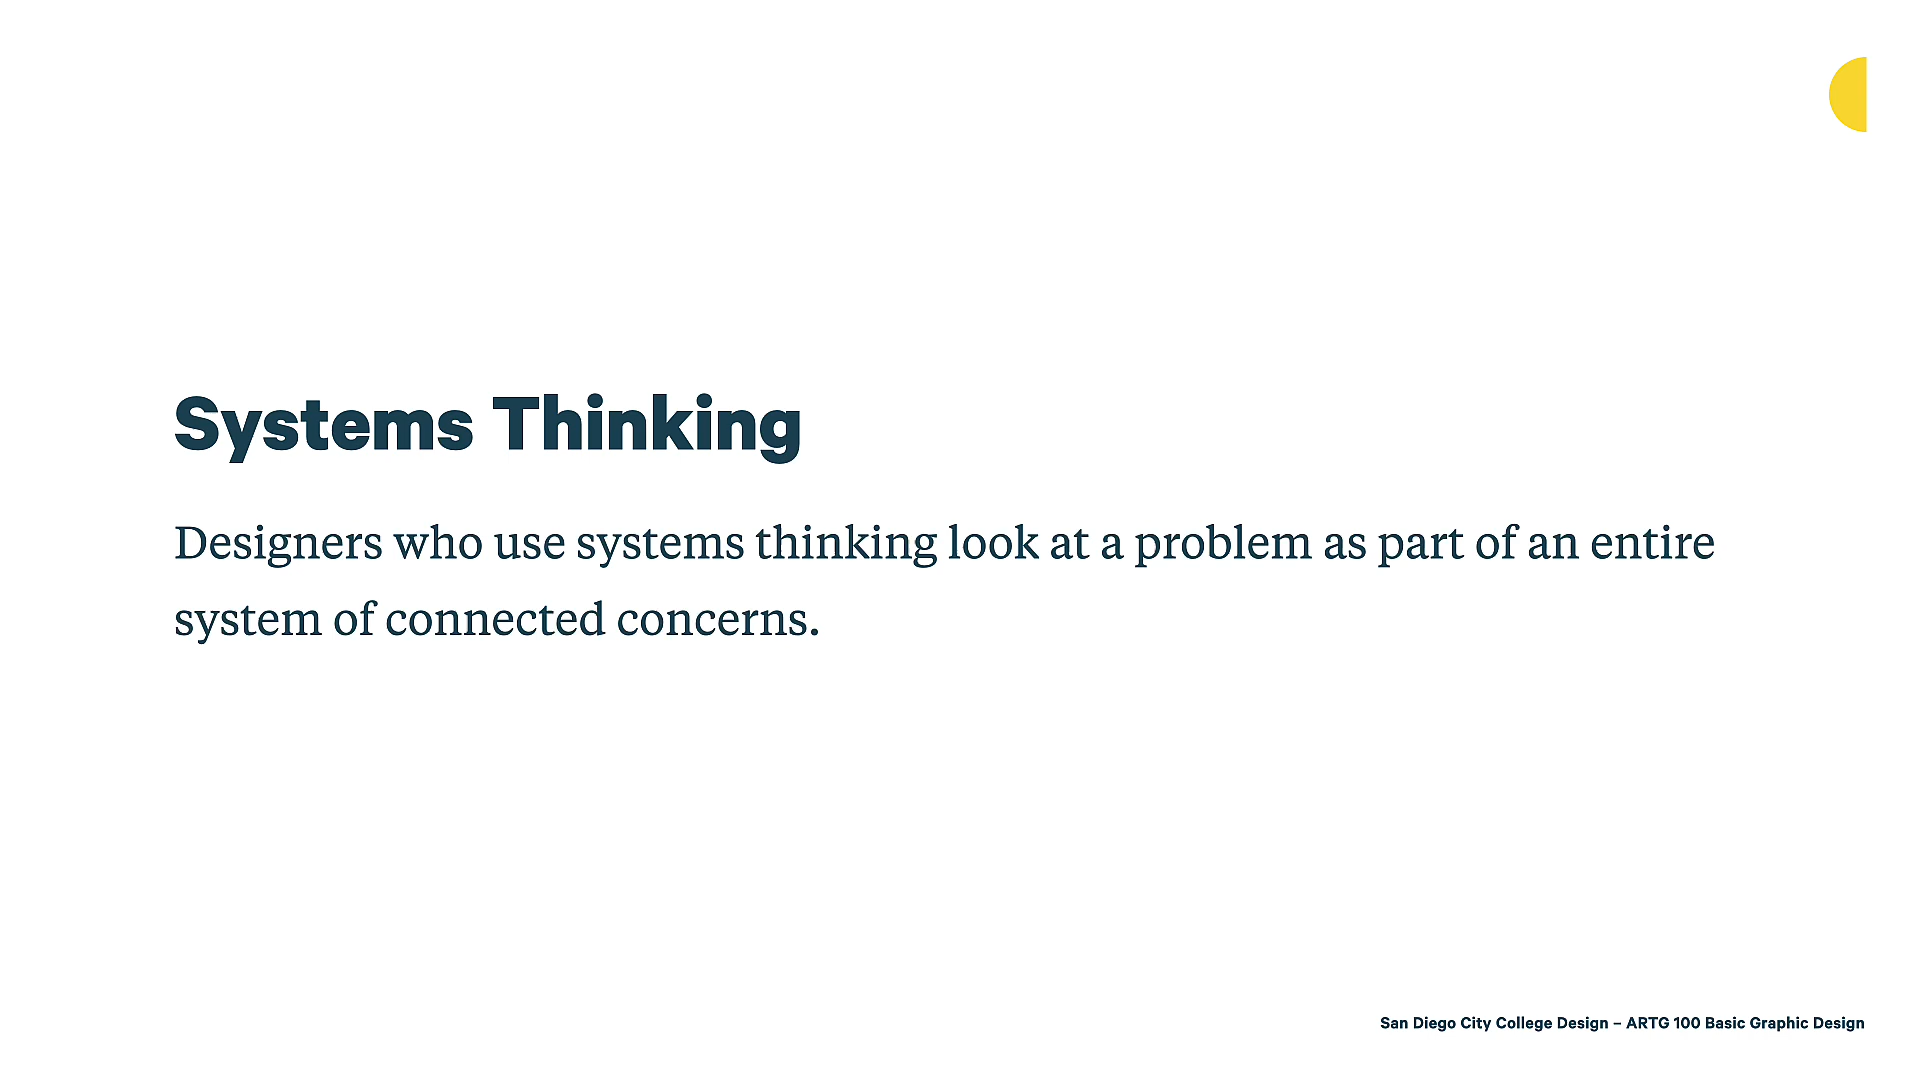 Systems Thinking
Designers who use systems thinking look at a problem as part of an entire
system of connected concerns.
San Diego City College Design – ARTG 100 Basic Graphic Design